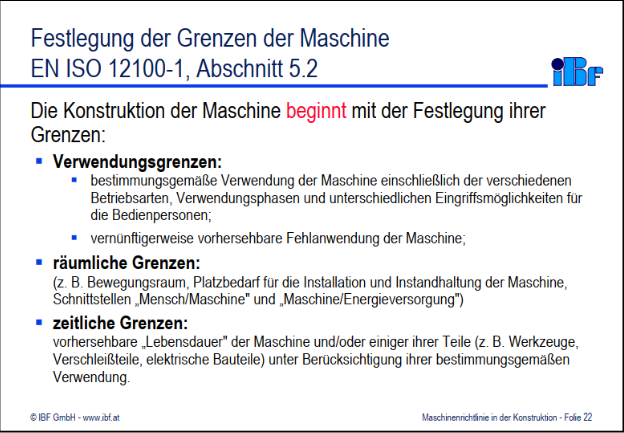 Festlegung der Grenzen der Maschine
EN ISO 12100-1, Abschnitt 5.2
iBF
Die Konstruktion der Maschine beginnt mit der Festlegung ihrer
Grenzen:
Verwendungsgrenzen:
bestimmungsgemäße Verwendung der Maschine einschließlich der verschiedenen
Betriebsarten, Verwendungsphasen und unterschiedlichen Eingriffsmöglichkeiten für
die Bedienpersonen;
vernünftigerweise vorhersehbare Fehlanwendung der Maschine;
räumliche Grenzen:
(z. B. Bewegungsraum, Platzbedarf für die Installation und Instandhaltung der Maschine,
Schnittstellen „Mensch/Maschine" und „Maschine/Energieversorgung")
zeitliche Grenzen:
vorhersehbare „Lebensdauer" der Maschine und/oder einiger ihrer Teile (z. B. Werkzeuge,
Verschleißteile, elektrische Bauteile) unter Berücksichtigung ihrer bestimmungsgemäßen
Verwendung.
© IBF GmbH - www.ibf.at
Maschinenrichtlinie in der Konstruktion - Folie 22